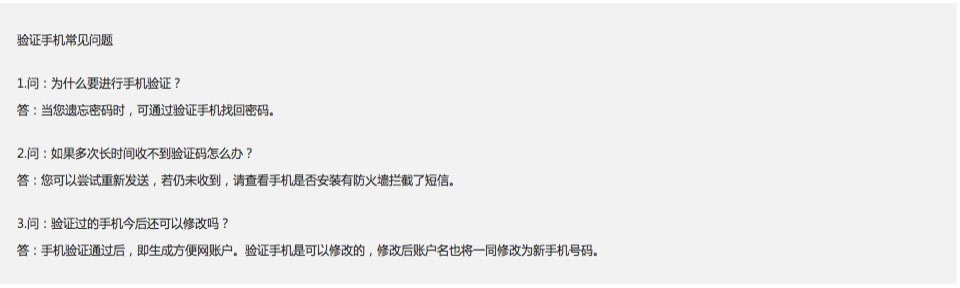 验证手机常见问题
1.问：为什么要进行手机验证？
答：当您遗忘密码时，可通过验证手机找回密码。
2.问：如果多次长时间收不到验证码怎么办？
答：您可以尝试重新发送，若仍未收到，请查看手机是否安装有防火墙拦截了短信。
3.问：验证过的手机今后还可以修改吗？
答：手机验证通过后，即生成方便网账户。验证手机是可以修改的，修改后账户名也将一同修改为新手机号码。